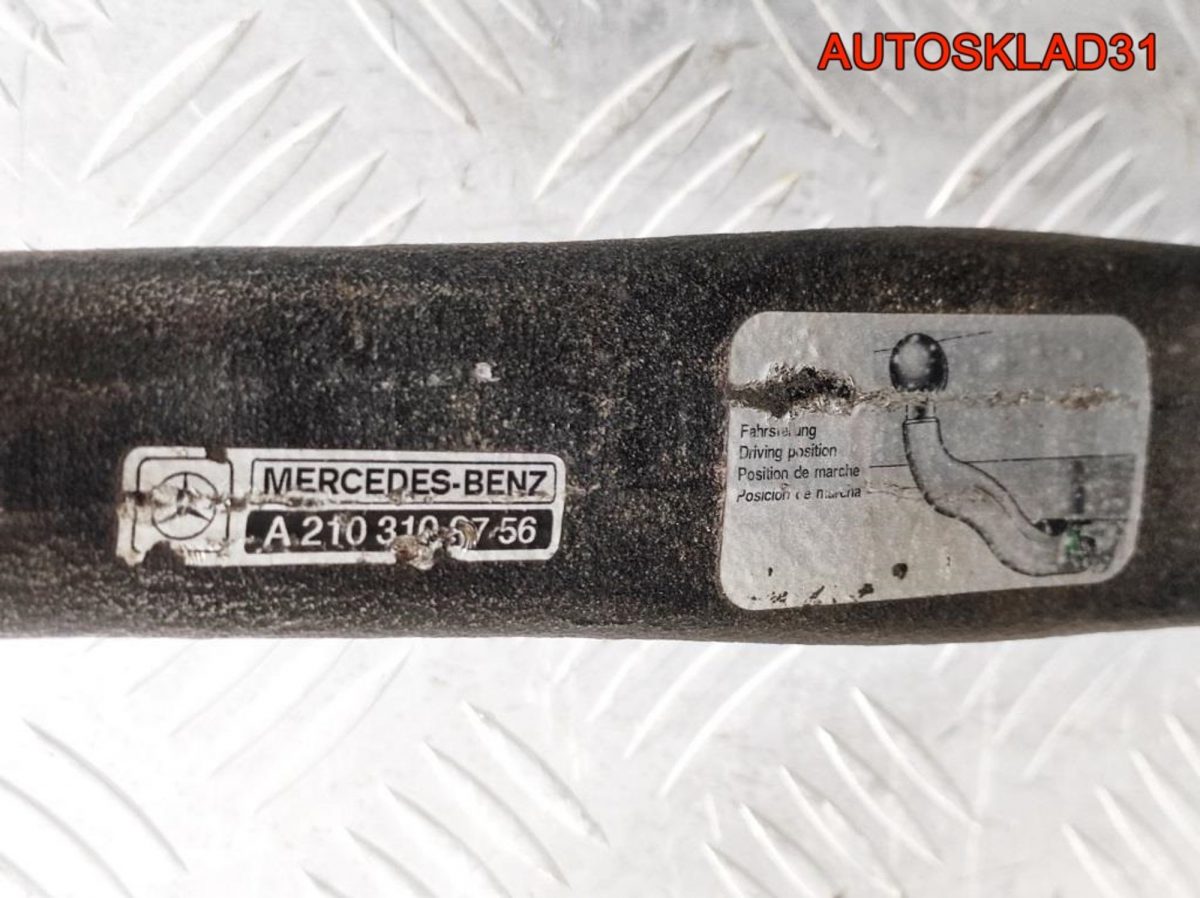 AUTOSKLAD31
MERCEDES-BENZ
A 210 310 67 56
Driving position
Position de marche